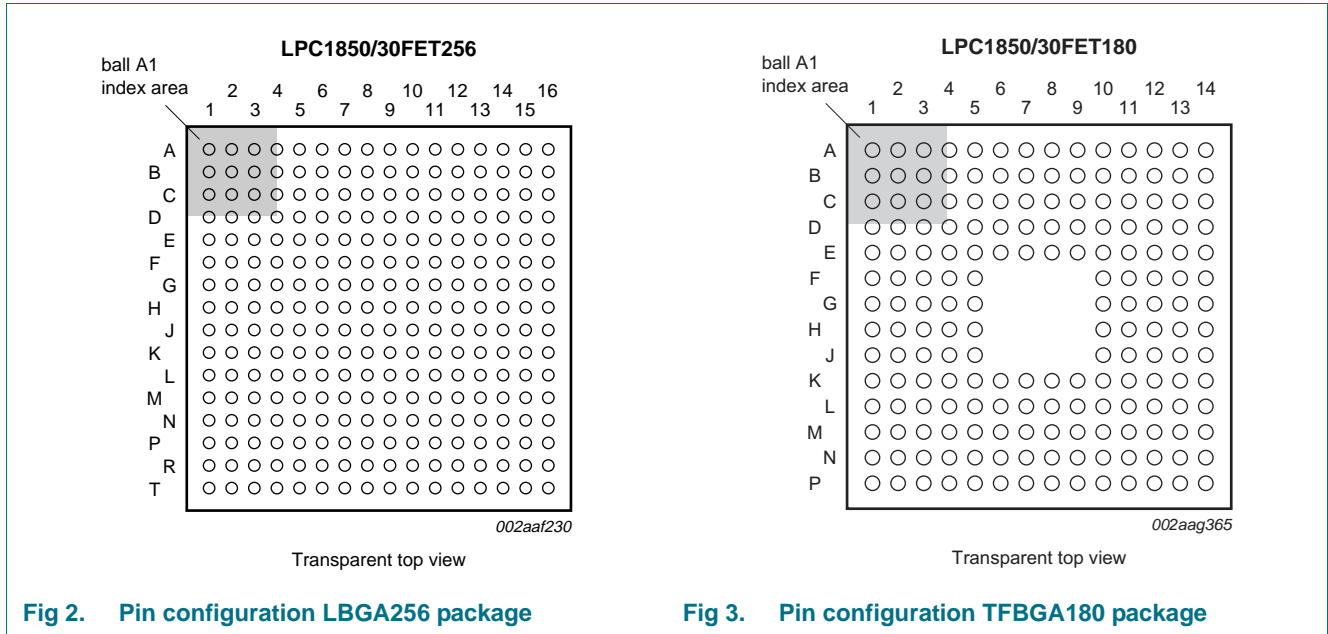 LPC1850/30FET256
ball A1
index area
2 4 6 8 10 12 14 16
1 3 5 7 9 11 13 15
A
B
C
D
E
F
G
H
J
K
L
M
N
P
R
T
002aaf230
Transparent top view
Fig 2. Pin configuration LBGA256 package
LPC1850/30FET180
ball A1
index area
2 4 6 8 10 12 14
1 3 5 7 9 11 13
A
B
C
D
E
F
G
H
J
K
L
M
N
P
002aag365
Transparent top view
Fig 3. Pin configuration TFBGA180 package